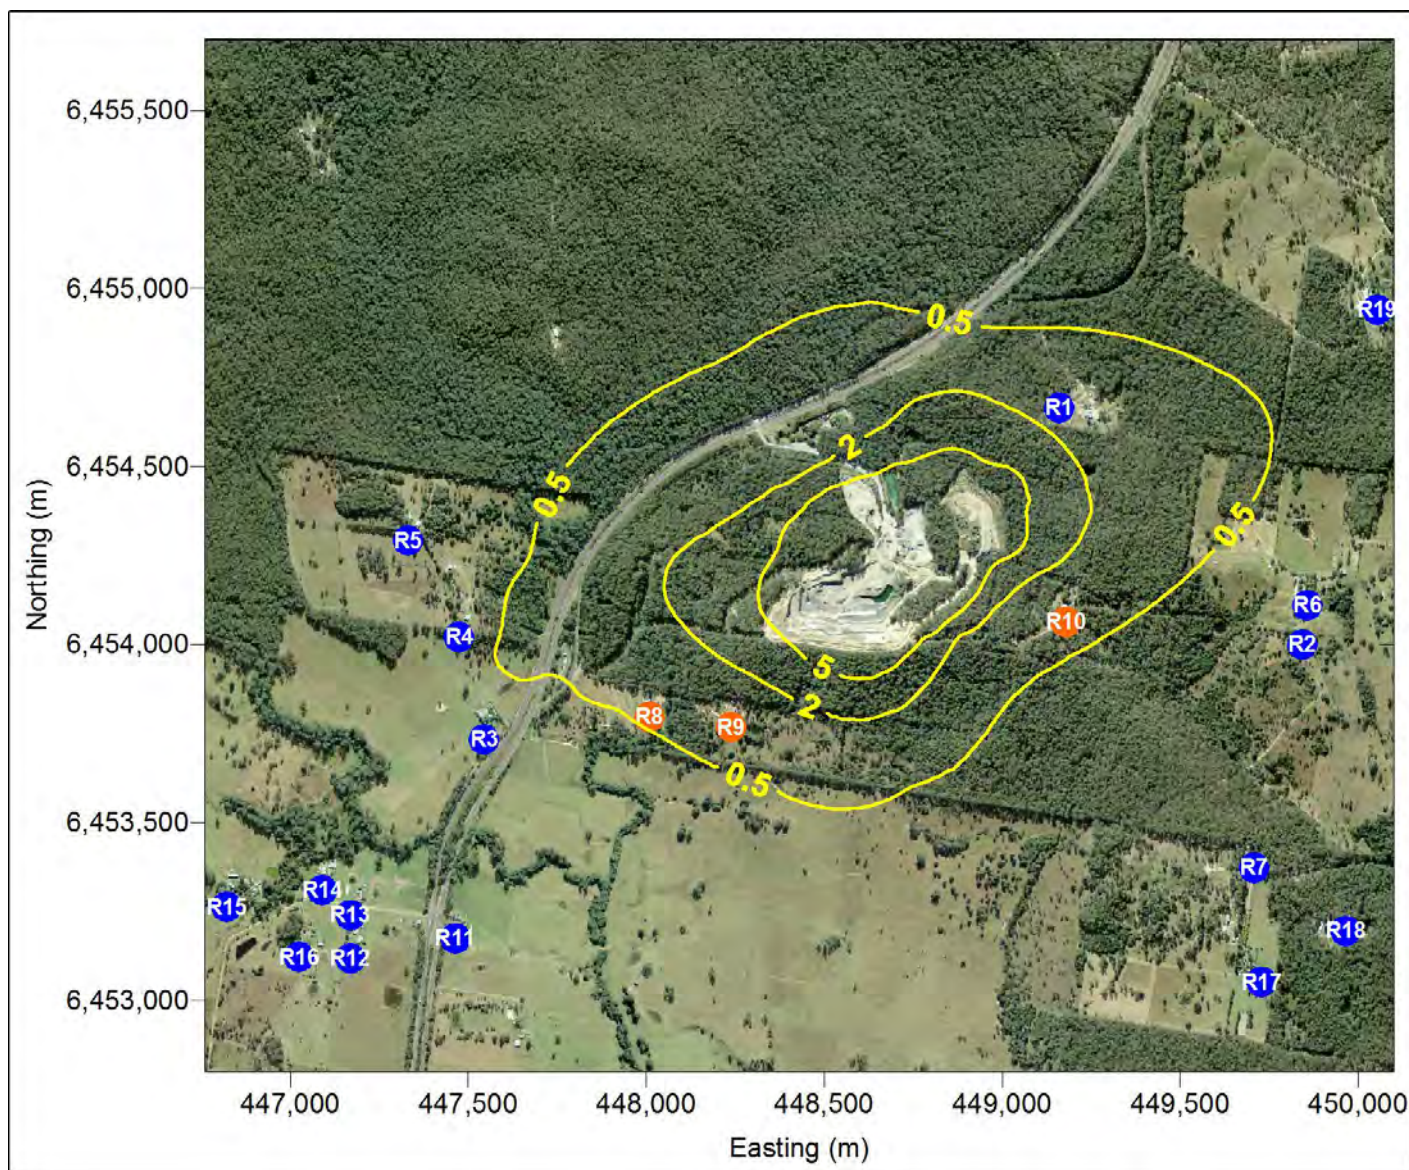 6,455,500
6,455,000
R19
0.5
R1
2
6,454,500
0.5
0.5
R5
R6
R10
R4
6,454,000
R2
5
2
R8
R9
R3
0.5
6,453,500
R7
R14
R15
R13
R18
R11
R16
R12
R17
6,453,000
447,000
447,500
448,000
448,500
449,000
449,500
450,000
Easting (m)
Northing (m)